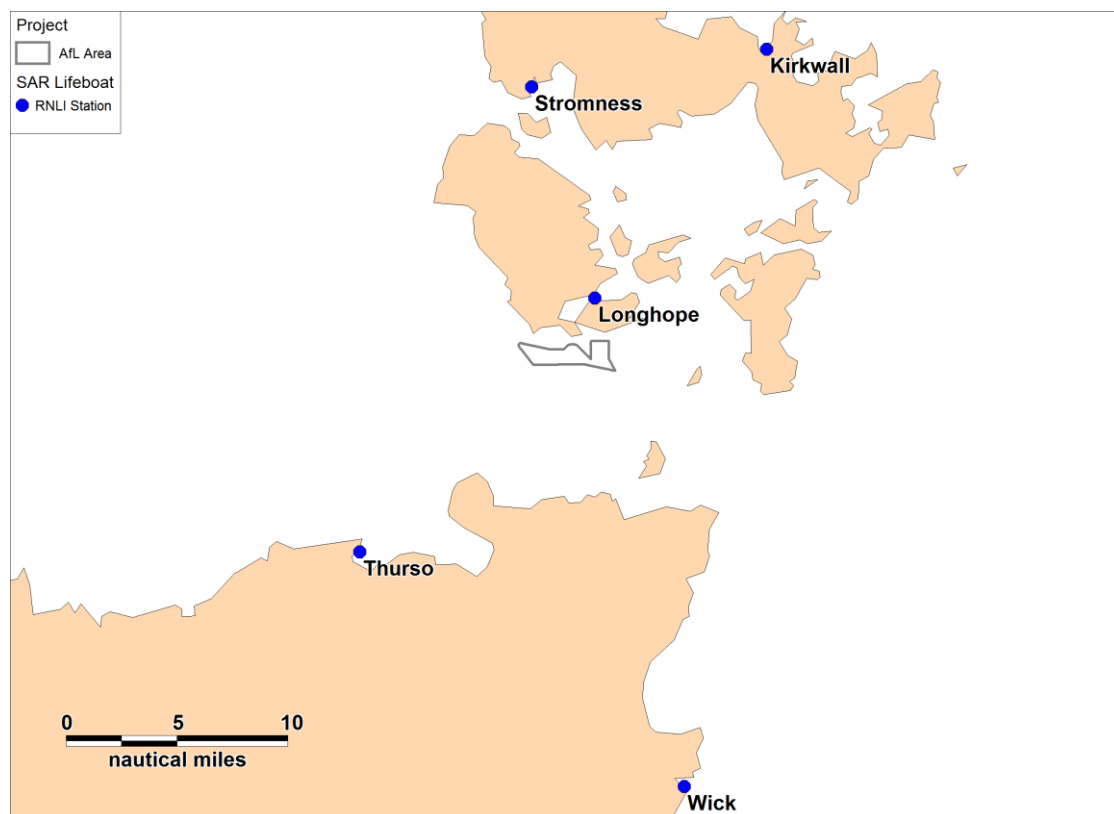 Project
AfL Area
SAR Lifeboat
RNLI Station
Kirkwall
Stromness
Longhope
Thurso
0 5 10
nautical miles
Wick